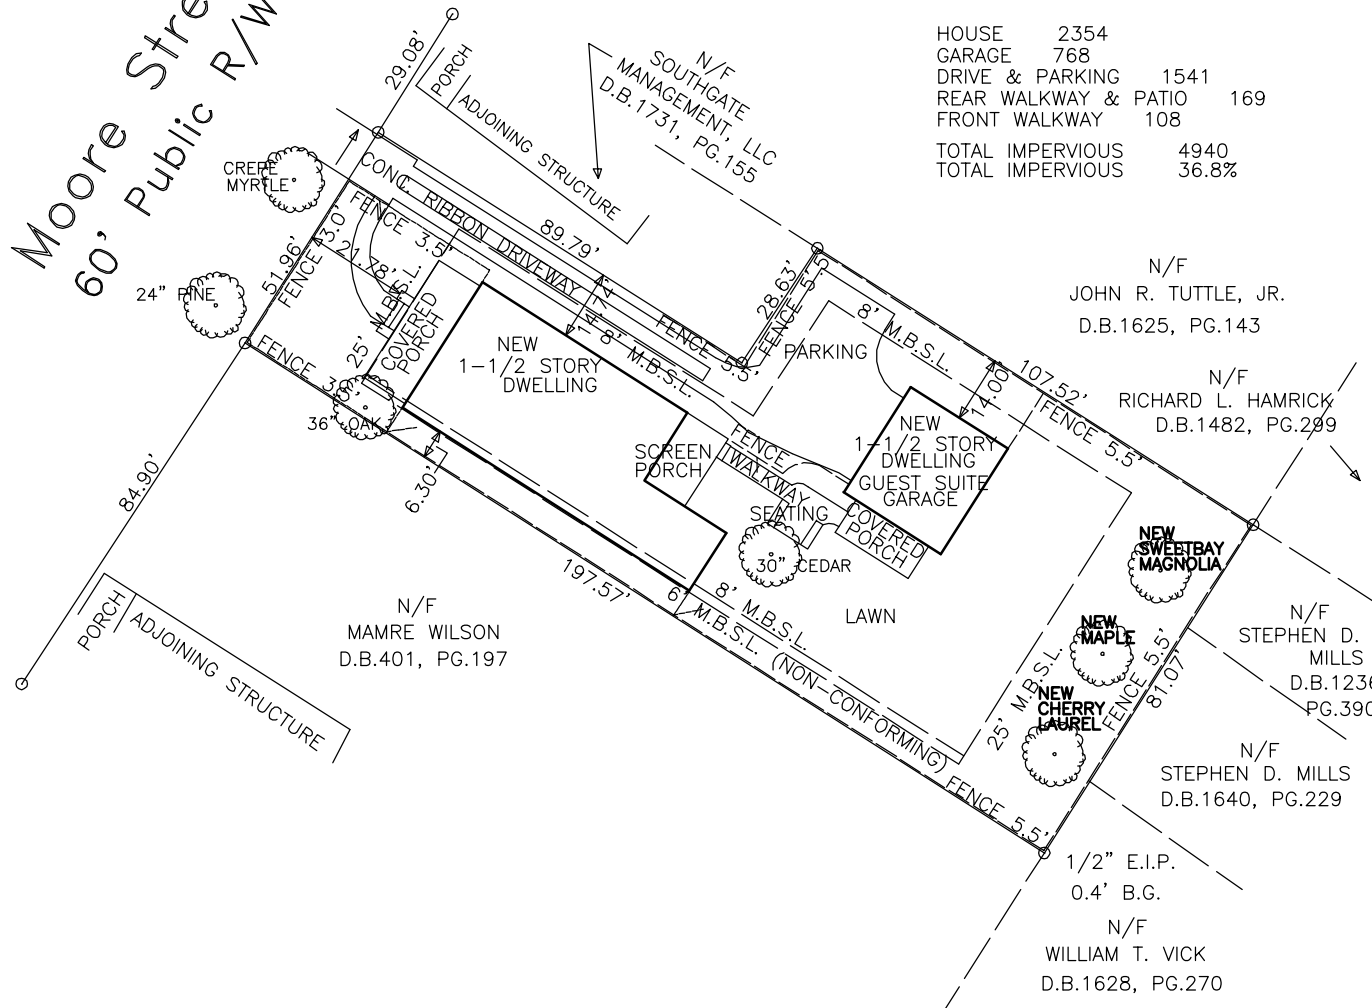 Moore Stre
60' Public R/W
29.08'
PORCH
ADJOINING STRUCTURE
N/F
SOUTHGATE
MANAGEMENT, LLC
D.B.1731, PG.155
HOUSE 2354
GARAGE 768
DRIVE & PARKING 1541
REAR WALKWAY & PATIO 169
FRONT WALKWAY 108
TOTAL IMPERVIOUS 4940
TOTAL IMPERVIOUS 36.8%
CREPE
MYRTLE
CONC. RIBBON DRIVEWAY
89.79'
FENCE 3.5'
51.96'
FENCE 3.0'
21.78'
24" PINE
25' M.B.S.L.
COVERED
PORCH
NEW
1-1/2 STORY
DWELLING
14.72'
8' M.B.S.L.
FENCE 5.5'
28.63'
FENCE 5.5'
PARKING
8' M.B.S.L.
N/F
JOHN R. TUTTLE, JR.
D.B.1625, PG.143
107.52'
14.00'
FENCE 5.5'
N/F
RICHARD L. HAMRICK
D.B.1482, PG.299
FENCE 3.0'
36" OAK
6.30'
84.90'
SCREEN
PORCH
FENCE
WALKWAY
SEATING
30" CEDAR
NEW
1-1/2 STORY
DWELLING
GUEST SUITE
GARAGE
COVERED
PORCH
LAWN
NEW
SWEETBAY
MAGNOLIA
NEW
MAPLE
NEW
CHERRY
LAUREL
197.57'
6' M.B.S.L. (NON-CONFORMING)
8' M.B.S.L.
25' M.B.S.L.
FENCE 5.5'
81.07'
FENCE 5.5'
N/F
MAMRE WILSON
D.B.401, PG.197
PORCH
ADJOINING STRUCTURE
N/F
STEPHEN D.
MILLS
D.B.1236
PG.390
N/F
STEPHEN D. MILLS
D.B.1640, PG.229
1/2" E.I.P.
0.4' B.G.
N/F
WILLIAM T. VICK
D.B.1628, PG.270